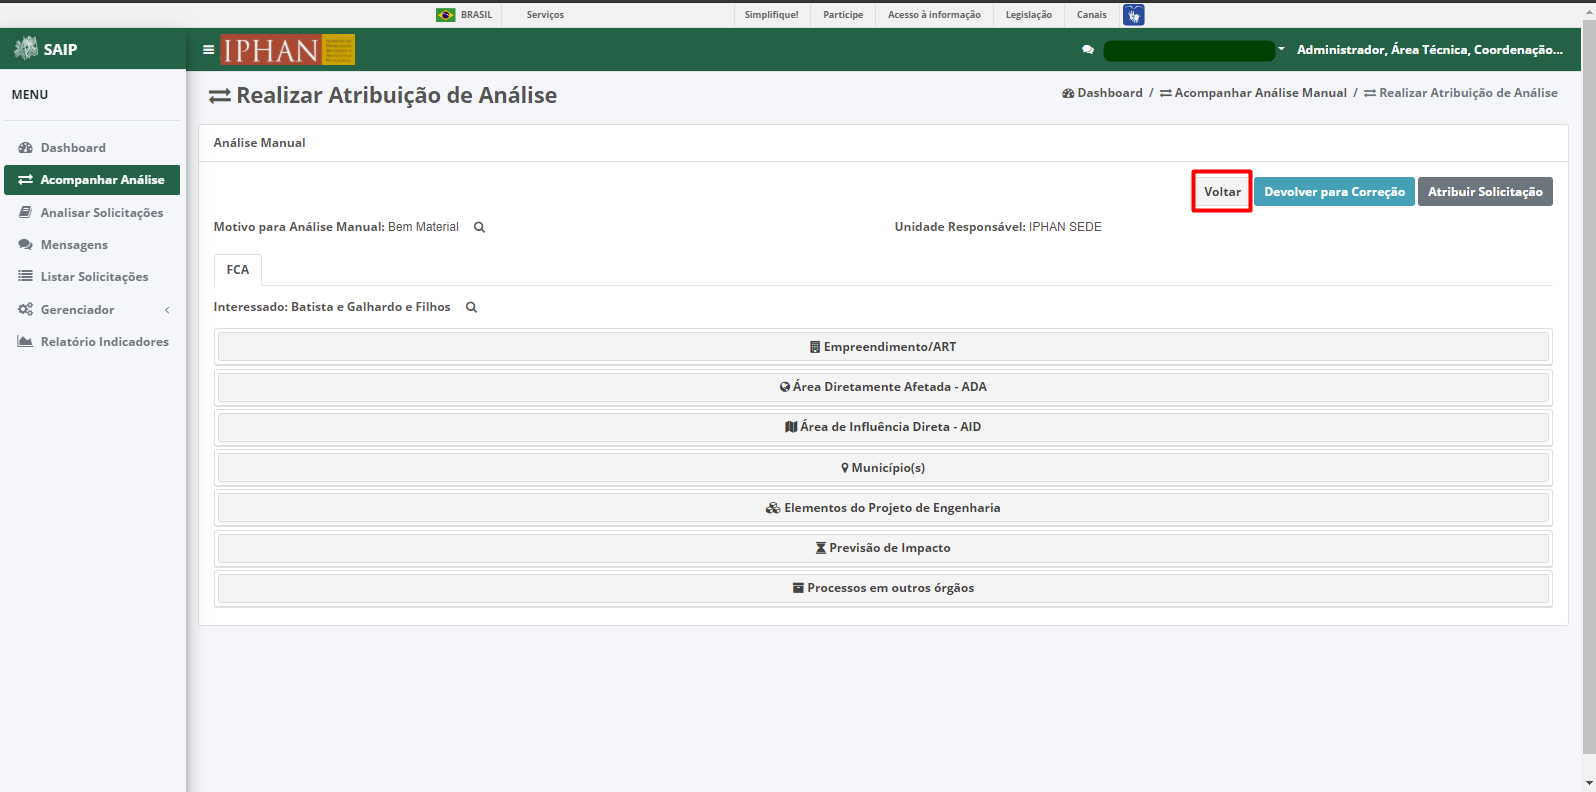 BRASIL Serviços Simplifique! Participe Acesso à informação Legislação Canais
SAIP
IPHAN
Administrador, Área Técnica, Coordenação...
MENU
Dashboard
Acompanhar Análise
Analisar Solicitações
Mensagens
Listar Solicitações
Gerenciador
Relatório Indicadores
Realizar Atribuição de Análise
Dashboard / Acompanhar Análise Manual / Realizar Atribuição de Análise
Análise Manual
Voltar Devolver para Correção Atribuir Solicitação
Motivo para Análise Manual: Bem Material Unidade Responsável: IPHAN SEDE
FCA
Interessado: Batista e Galhardo e Filhos
Empreendimento/ART
Área Diretamente Afetada - ADA
Área de Influência Direta - AID
Município(s)
Elementos do Projeto de Engenharia
Previsão de Impacto
Processos em outros órgãos